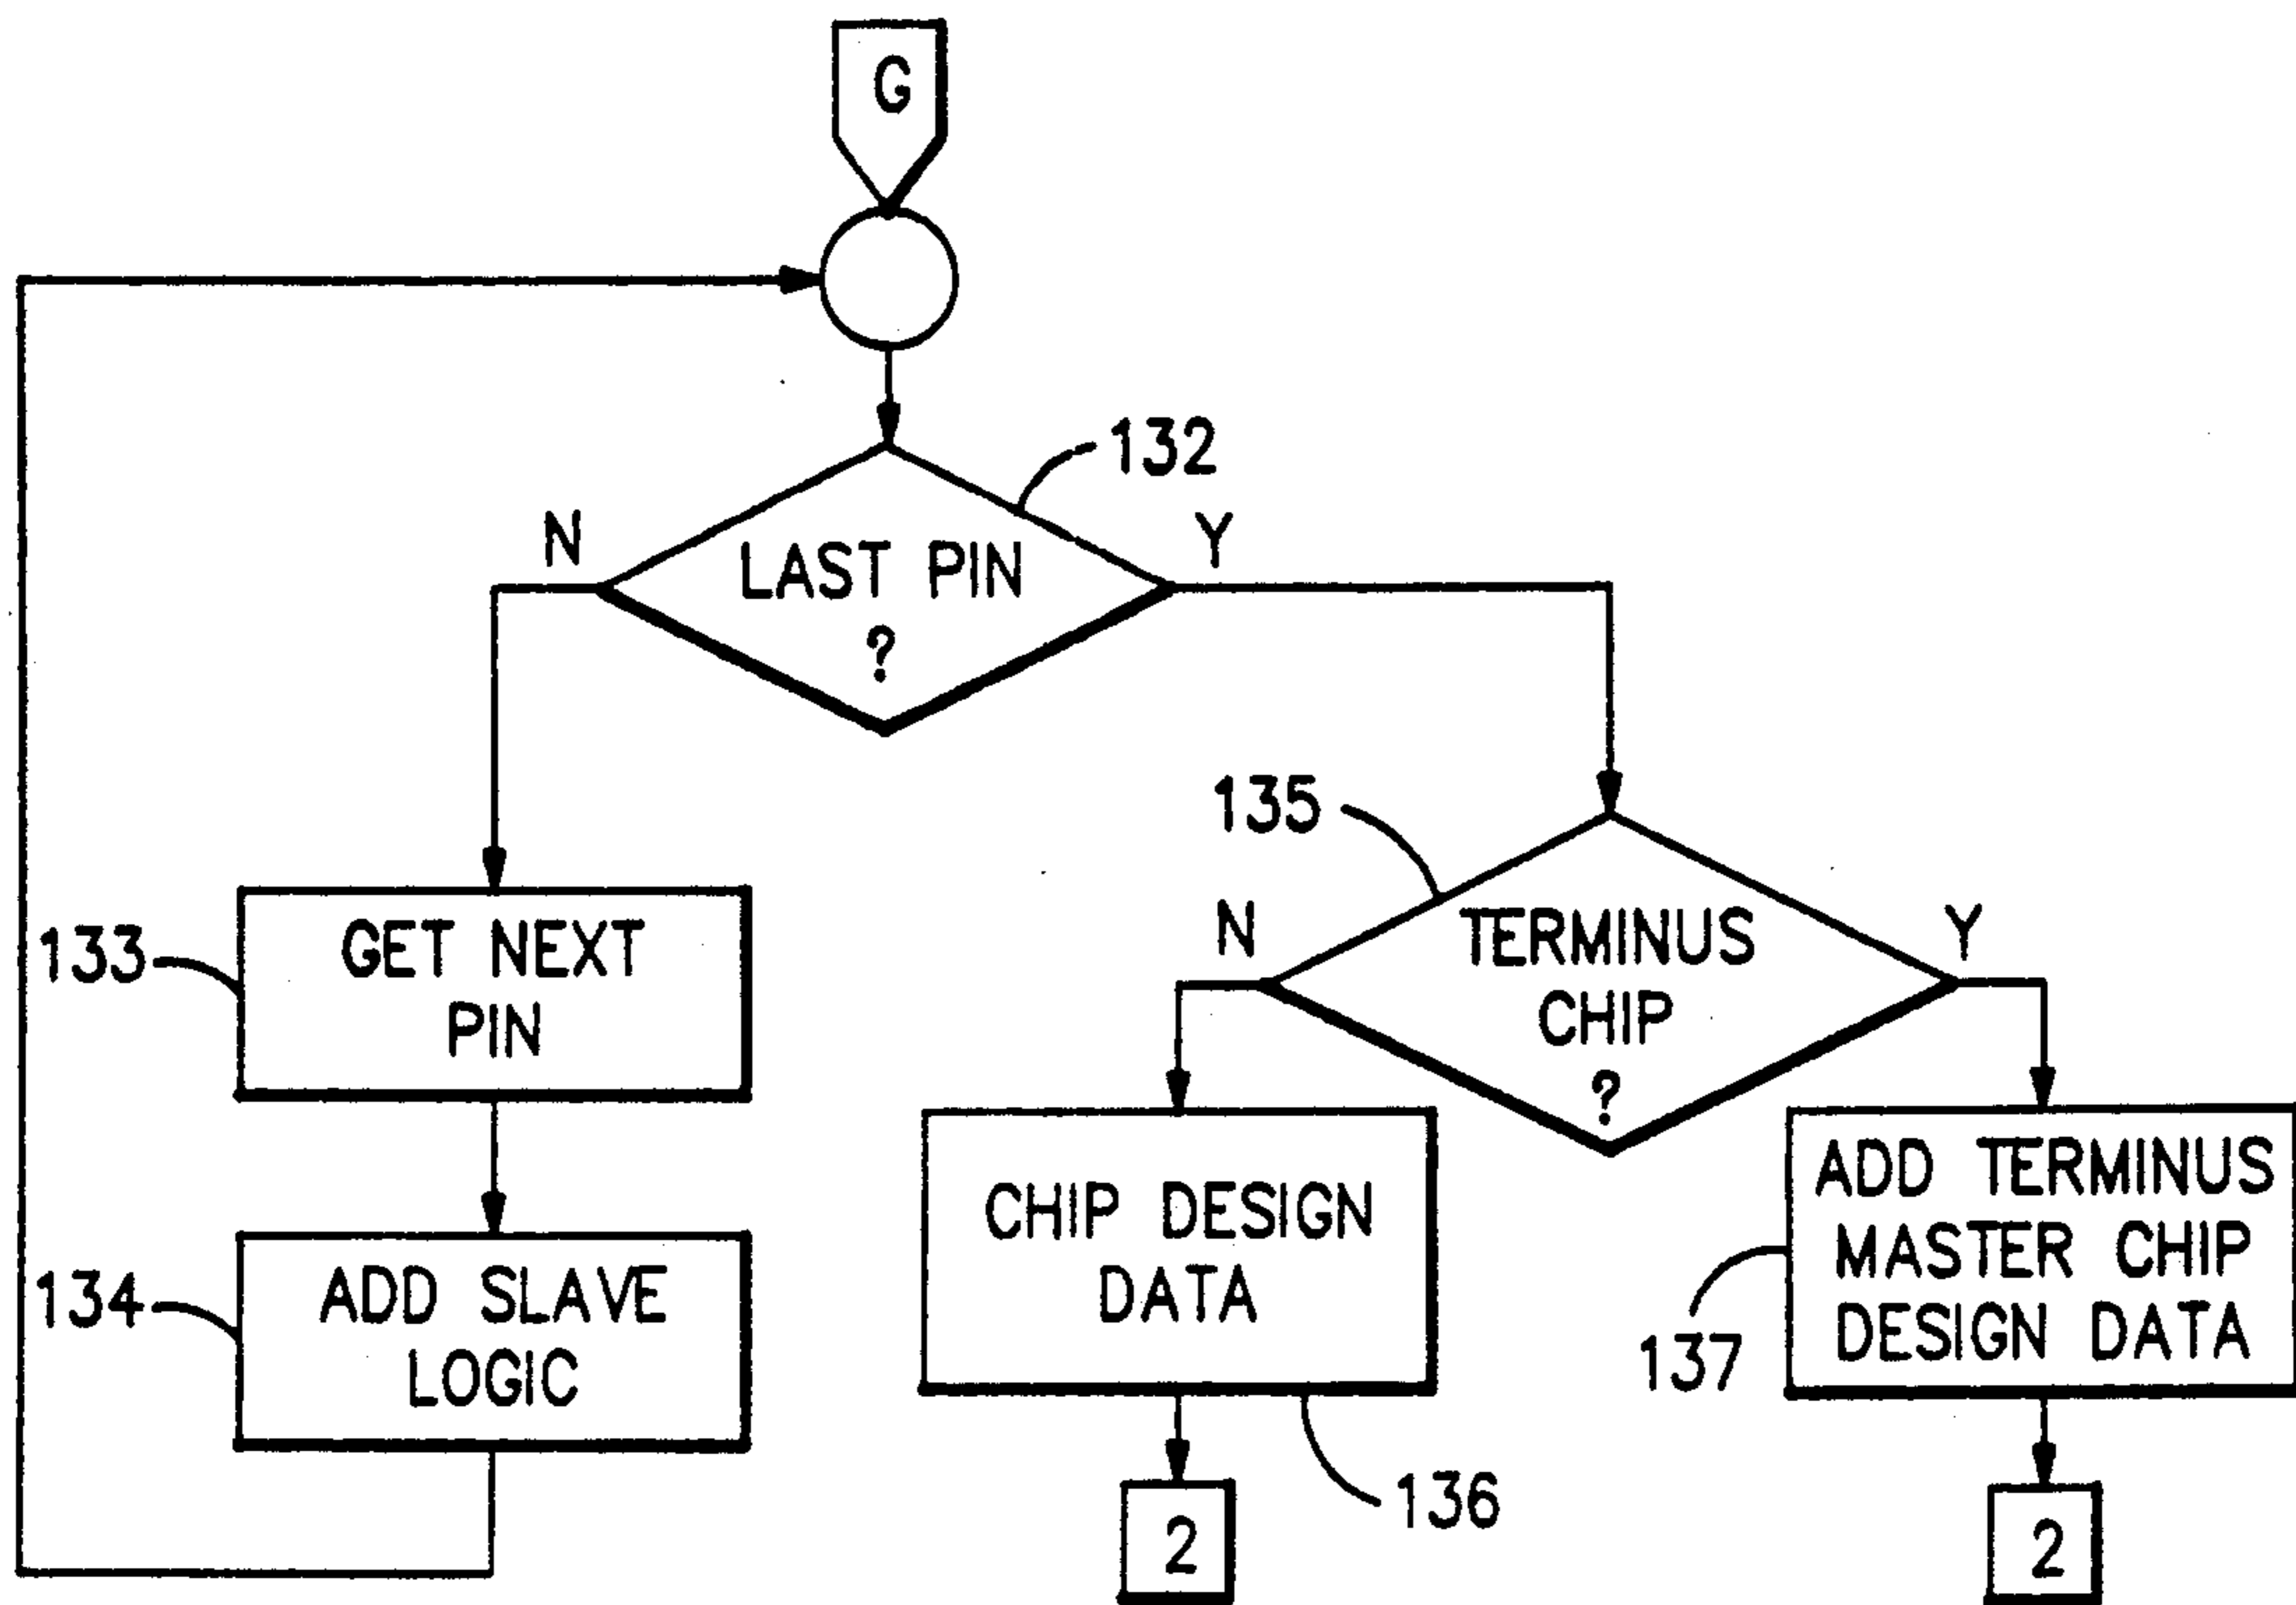 G
132
N
Y
LAST PIN
?
135
N
Y
TERMINUS
CHIP
?
133
GET NEXT
PIN
134
ADD SLAVE
LOGIC
CHIP DESIGN
DATA
136
2
ADD TERMINUS
MASTER CHIP
DESIGN DATA
137
2